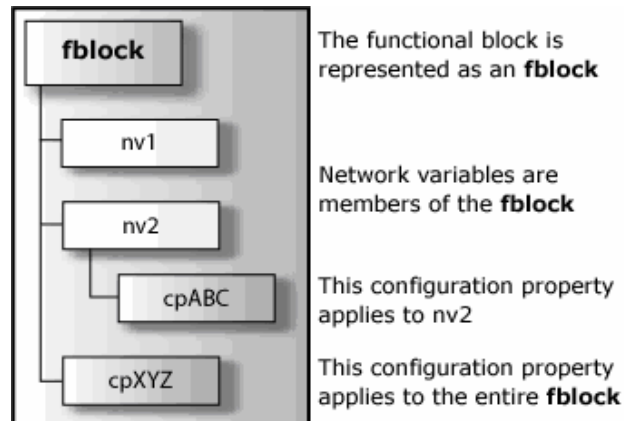 fblock
The functional block is
represented as an fblock
nv1
Network variables are
members of the fblock
nv2
cpABC
This configuration property
applies to nv2
cpXYZ
This configuration property
applies to the entire fblock